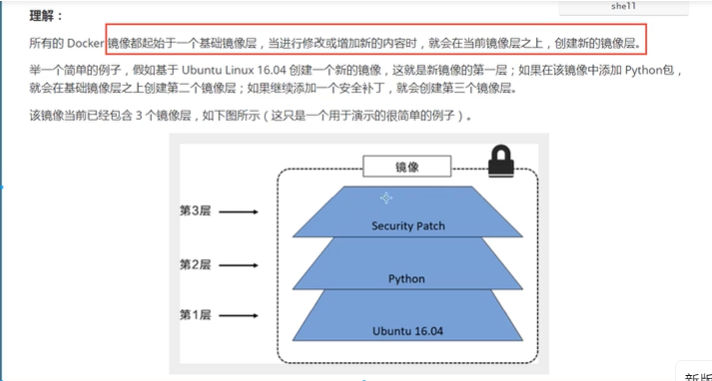 shell
理解：
所有的 Docker 镜像都起始于一个基础镜像层，当进行修改或增加新的内容时，就会在当前镜像层之上，创建新的镜像层。
举一个简单的例子，假如基于 Ubuntu Linux 16.04 创建一个新的镜像，这就是新镜像的第一层；如果在该镜像中添加 Python包，
就会在基础镜像层之上创建第二个镜像层；如果继续添加一个安全补丁，就会创建第三个镜像层。
该镜像当前已经包含 3 个镜像层，如下图所示（这只是一个用于演示的很简单的例子）。
镜像
第3层
Security Patch
第2层
Python
第1层
Ubuntu 16.04
新版